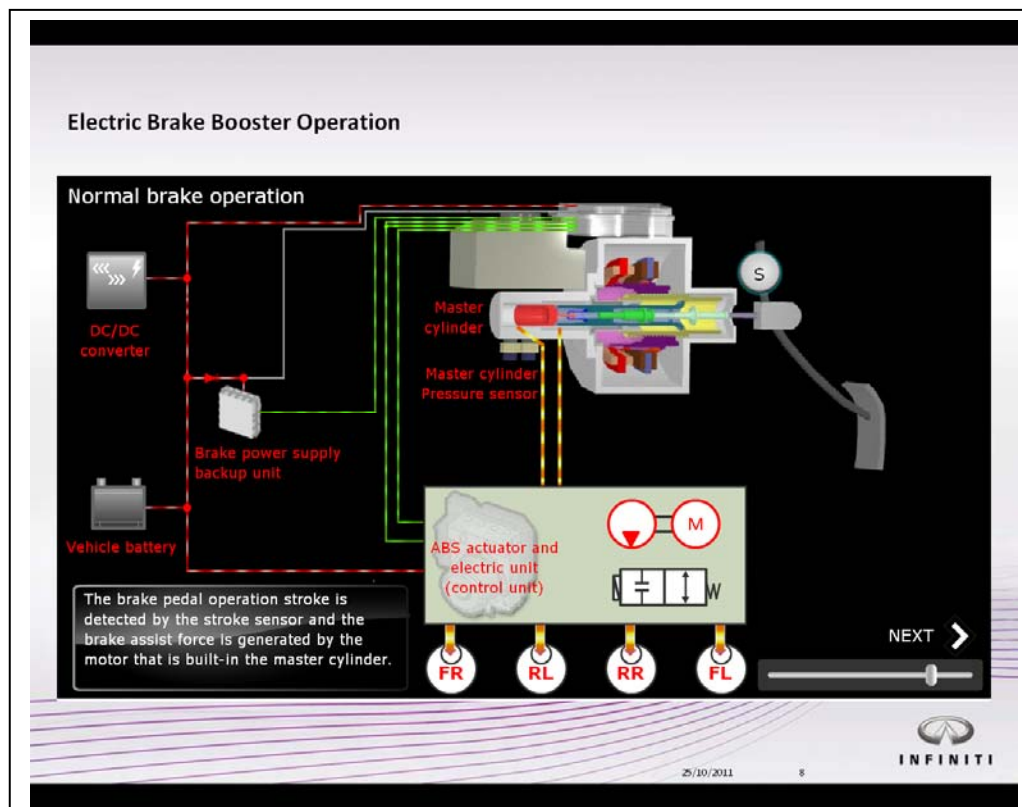 Electric Brake Booster Operation
Normal brake operation
DC/DC
converter
Master
cylinder
S
Master cylinder
Pressure sensor
Brake power supply
backup unit
Vehicle battery
ABS actuator and
electric unit
(control unit)
M
The brake pedal operation stroke is
detected by the stroke sensor and the
brake assist force is generated by the
motor that is built-in the master cylinder.
FR
RL
RR
FL
NEXT
INFINITI
25/10/2011
8